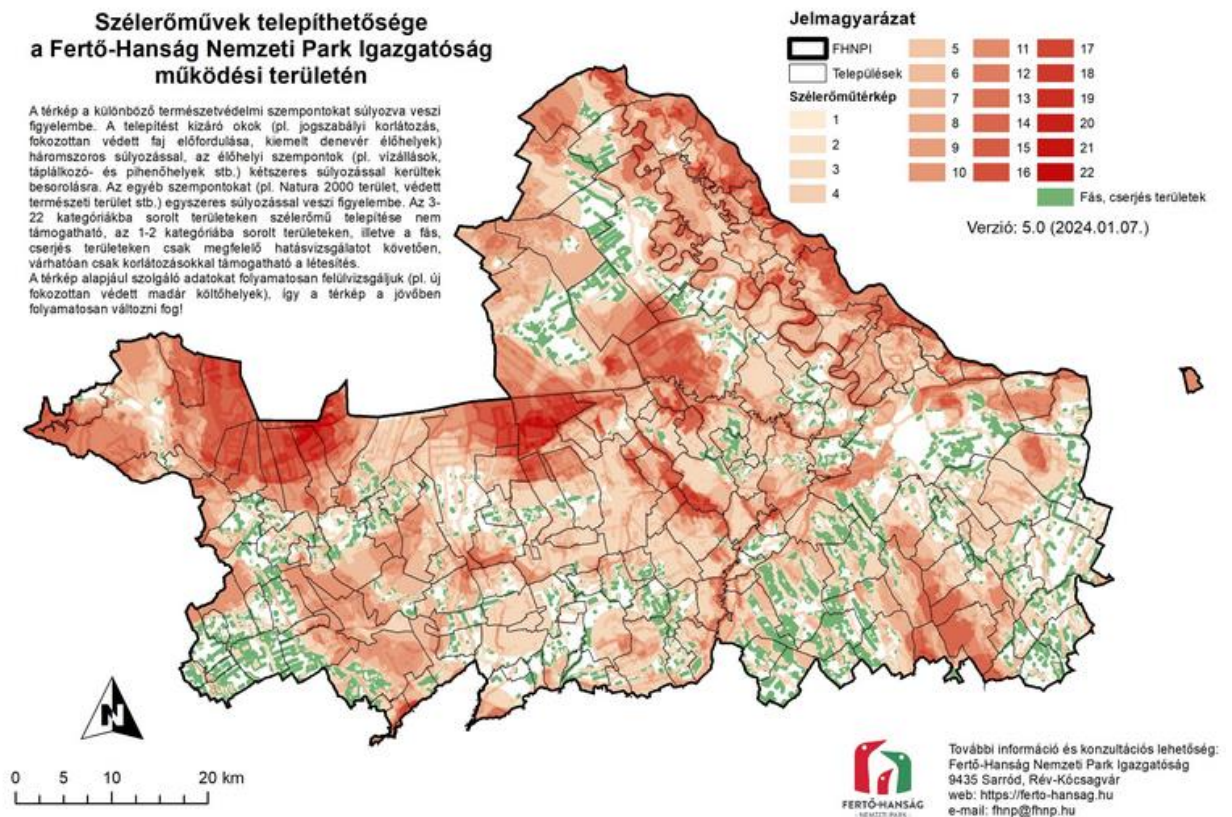 Szélerőművek telepíthetősége
a Fertő-Hanság Nemzeti Park Igazgatóság
működési területén
A térkép a különböző természetvédelmi szempontokat súlyozva veszi
figyelembe. A telepítést kizáró okok (pl. jogszabályi korlátozás,
fokozottan védett faj előfordulása, kiemelt denevér élőhelyek)
háromszoros súlyozással, az élőhelyi szempontok (pl. vízállások,
táplálkozó- és pihenőhelyek stb.) kétszeres súlyozással kerültek
besorolásra. Az egyéb szempontokat (pl. Natura 2000 terület, védett
természeti terület stb.) egyszeres súlyozással veszi figyelembe. Az 3-
22 kategóriákba sorolt területeken szélerőmű telepítése nem
támogatható, az 1-2 kategóriába sorolt területeken, illetve a fás,
cserjés területeken csak megfelelő hatásvizsgálatot követően,
várhatóan csak korlátozásokkal támogatható a létesítés.
A térkép alapjául szolgáló adatokat folyamatosan felülvizsgáljuk (pl. új
fokozottan védett madár költőhelyek), így a térkép a jövőben
folyamatosan változni fog!
Jelmagyarázat
FHNPI
Települések
Szélerőműtérkép
1
2
3
4
5
6
7
8
9
10
11
12
13
14
15
16
17
18
19
20
21
22
Fás, cserjés területek
Verzió: 5.0 (2024.01.07.)
N
0 5 10 20 km
FERTŐ-HANSÁG
- NEMZETI PARK -
További információ és konzultációs lehetőség:
Fertő-Hanság Nemzeti Park Igazgatóság
9435 Sarród, Rév-Kócsagvár
web: https://ferto-hansag.hu
e-mail: fhnp@fhnp.hu